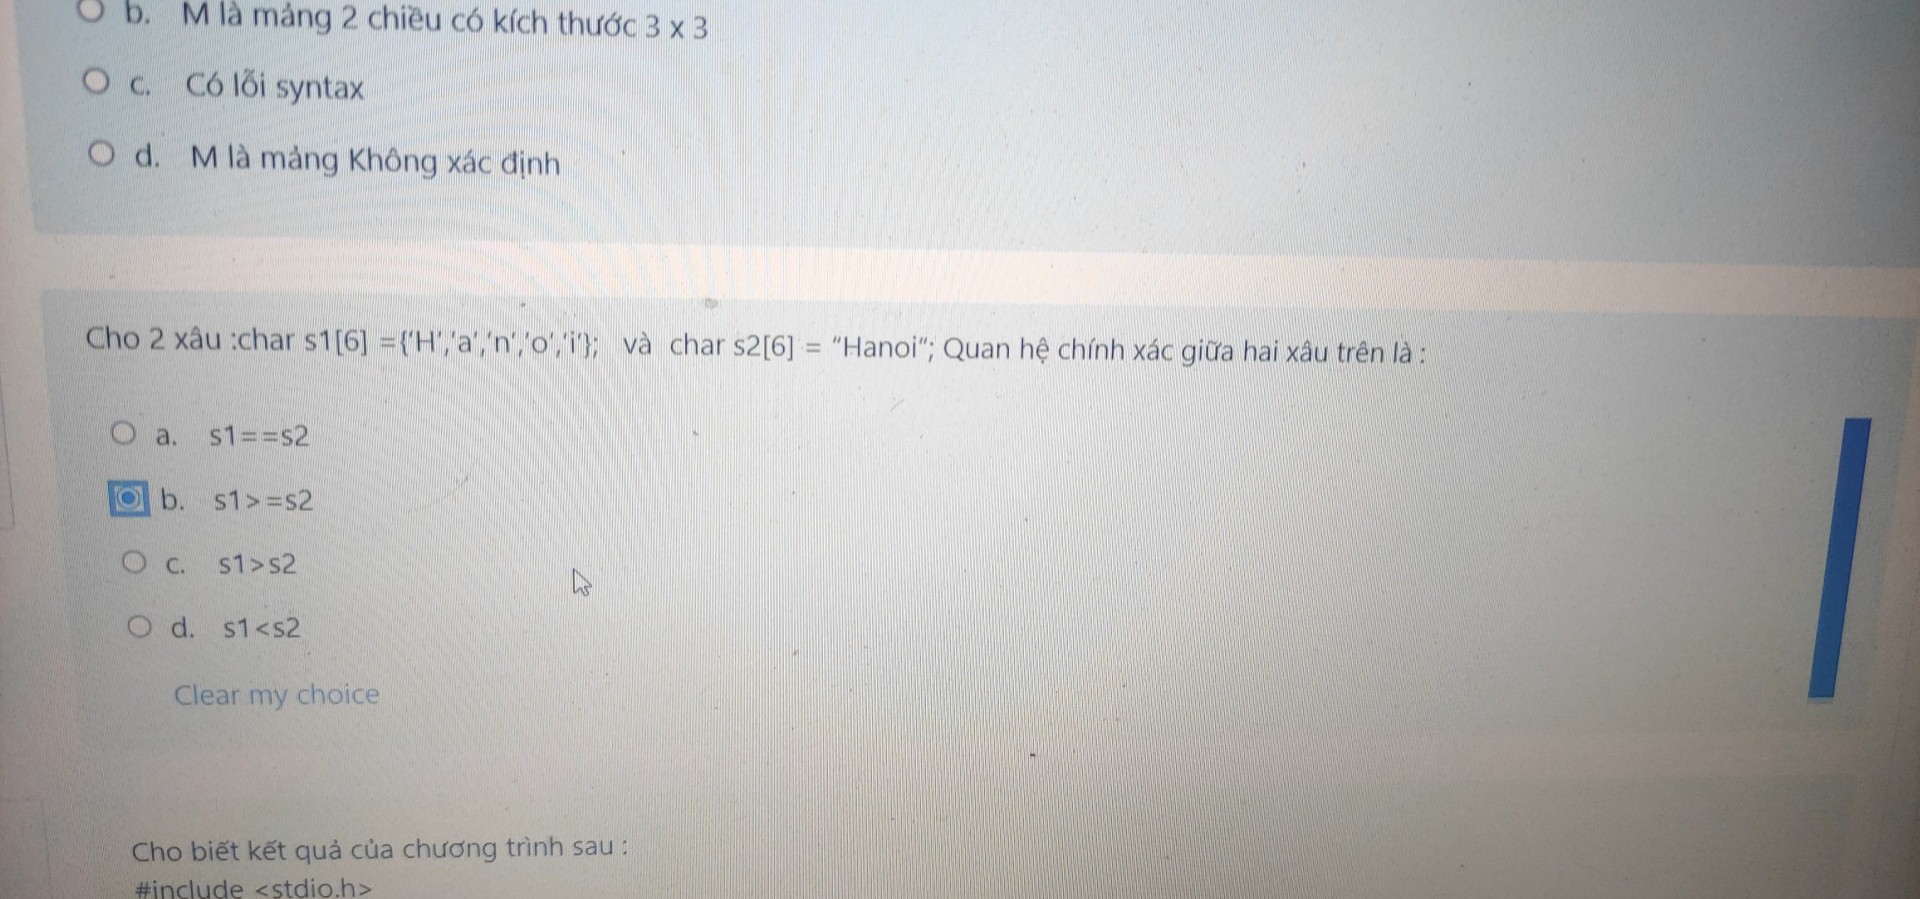 b. M là mảng 2 chiều có kích thước 3 x 3
c. Có lỗi syntax
d. M là mảng Không xác định
Cho 2 xâu :char s1[6] ={'H','a','n','o','i'}; và char s2[6] = "Hanoi"; Quan hệ chính xác giữa hai xâu trên là :
a. s1==s2
b. s1>=s2
c. s1>s2
d. s1<s2
Clear my choice
Cho biết kết quả của chương trình sau :
#include <stdio.h>